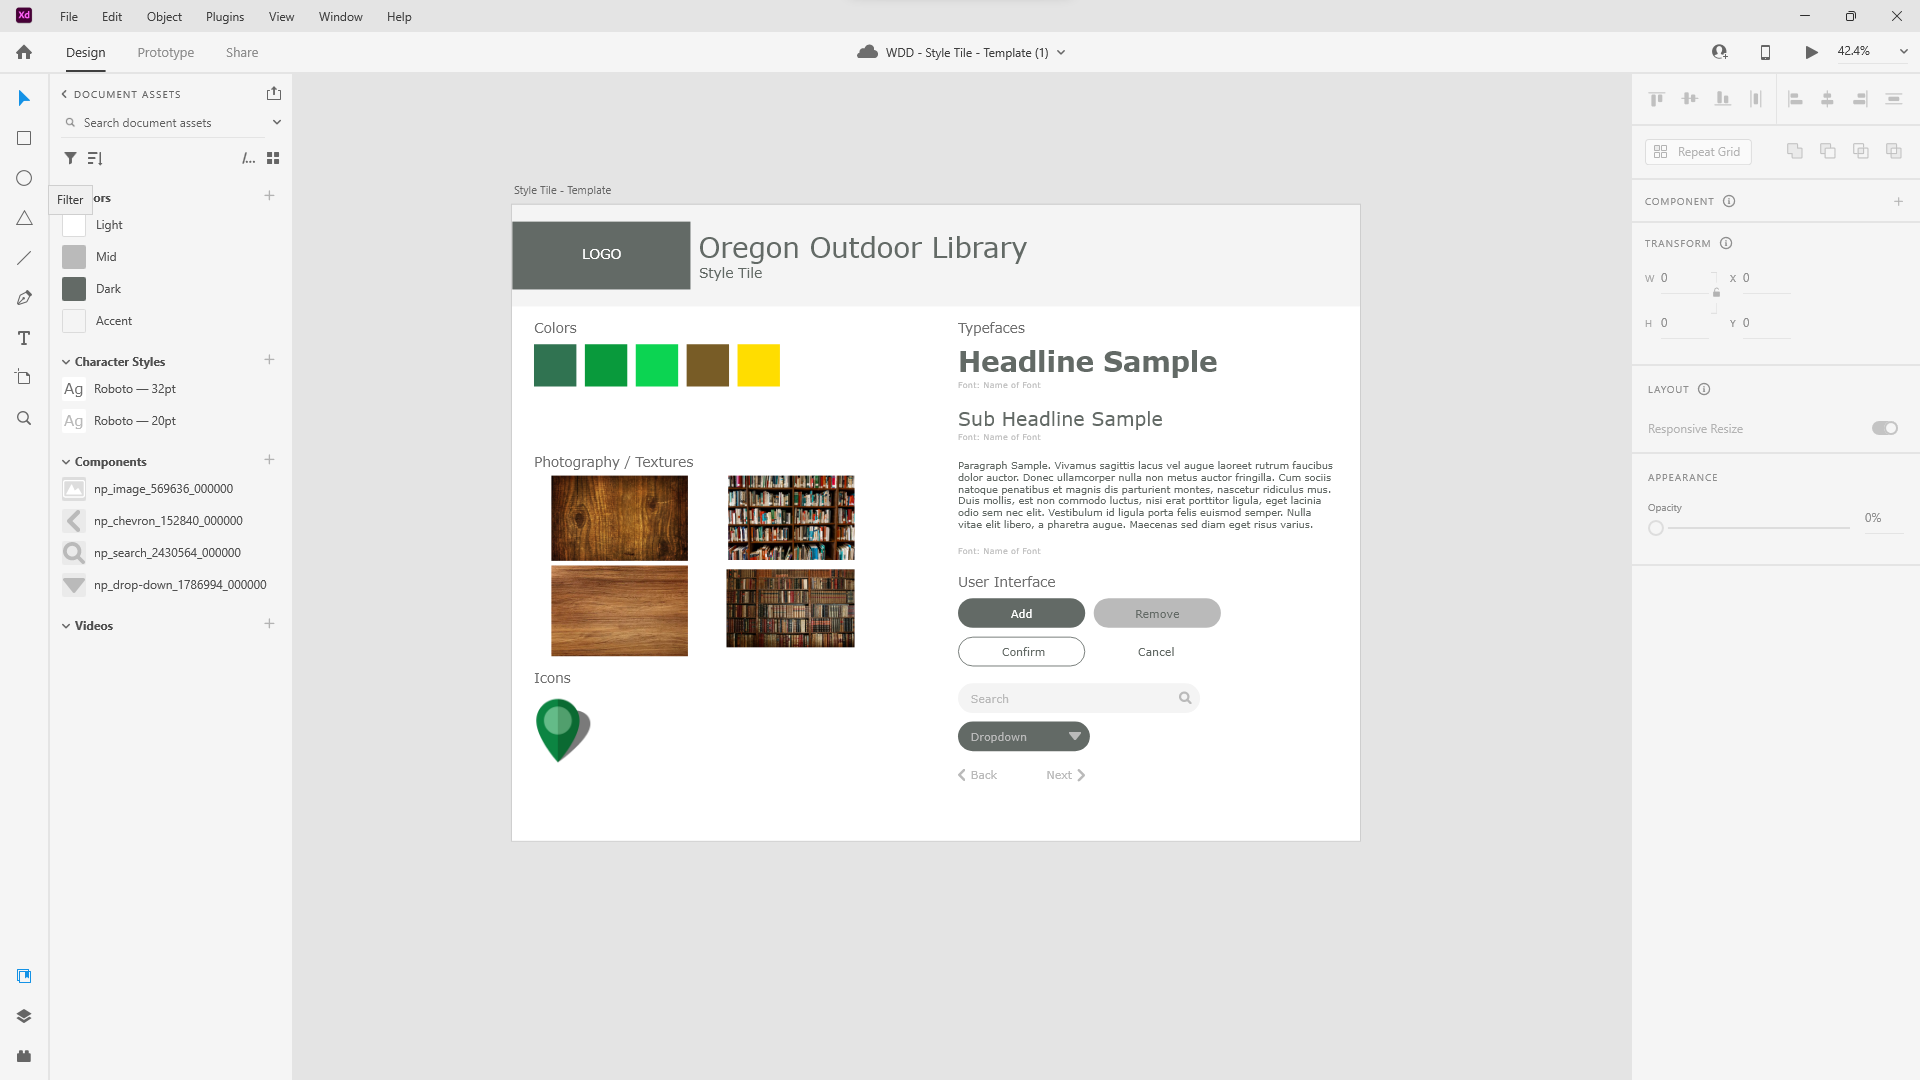 Xd File Edit Object Plugins View Window Help
Design Prototype Share
WDD - Style Tile - Template (1)
42.4%
DOCUMENT ASSETS
Search document assets
/...
Filter
ors
Light
Mid
Dark
Accent
Character Styles
Ag Roboto — 32pt
Ag Roboto — 20pt
Components
np_image_569636_000000
np_chevron_152840_000000
np_search_2430564_000000
np_drop-down_1786994_000000
Videos
Style Tile - Template
LOGO
Oregon Outdoor Library
Style Tile
Colors
Photography / Textures
Icons
Typefaces
Headline Sample
Font: Name of Font
Sub Headline Sample
Font: Name of Font
Paragraph Sample. Vivamus sagittis lacus vel augue laoreet rutrum faucibus
dolor auctor. Donec ullamcorper nulla non metus auctor fringilla. Cum sociis
natoque penatibus et magnis dis parturient montes, nascetur ridiculus mus.
Duis mollis, est non commodo luctus, nisi erat porttitor ligula, eget lacinia
odio sem nec elit. Vestibulum id ligula porta felis euismod semper. Nulla
vitae elit libero, a pharetra augue. Maecenas sed diam eget risus varius.
Font: Name of Font
User Interface
Add Remove
Confirm Cancel
Search
Dropdown
Back Next
Repeat Grid
COMPONENT
TRANSFORM
W 0 X 0
H 0 Y 0
LAYOUT
Responsive Resize
APPEARANCE
Opacity
0%